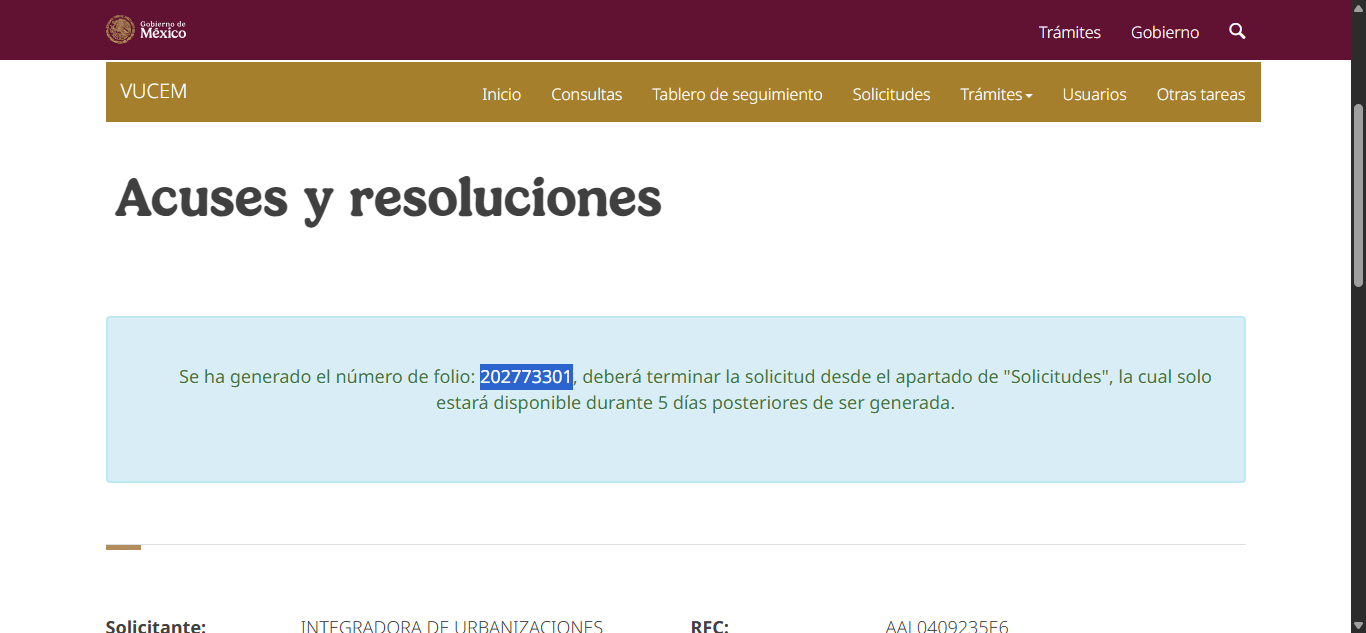 Gobierno de
México
Trámites Gobierno
VUCEM
Inicio Consultas Tablero de seguimiento Solicitudes Trámites Usuarios Otras tareas
Acuses y resoluciones
Se ha generado el número de folio: 202773301, deberá terminar la solicitud desde el apartado de "Solicitudes", la cual solo
estará disponible durante 5 días posteriores de ser generada.
Solicitante: INTEGRADORA DE URBANIZACIONES RFC: AAL0409235E6